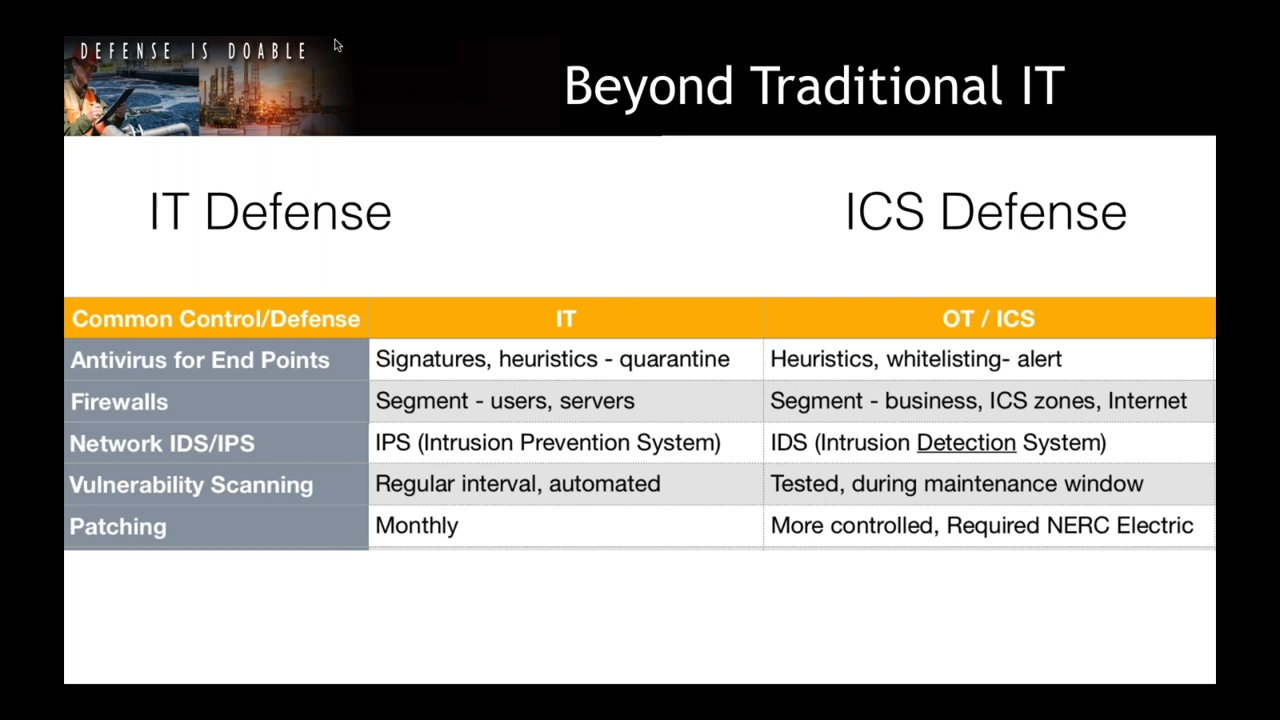 DEFENSE IS DOABLE
Beyond Traditional IT
IT Defense
ICS Defense
Common Control/Defense IT OT / ICS
Antivirus for End Points Signatures, heuristics - quarantine Heuristics, whitelisting- alert
Firewalls Segment - users, servers Segment - business, ICS zones, Internet
Network IDS/IPS IPS (Intrusion Prevention System) IDS (Intrusion Detection System)
Vulnerability Scanning Regular interval, automated Tested, during maintenance window
Patching Monthly More controlled, Required NERC Electric